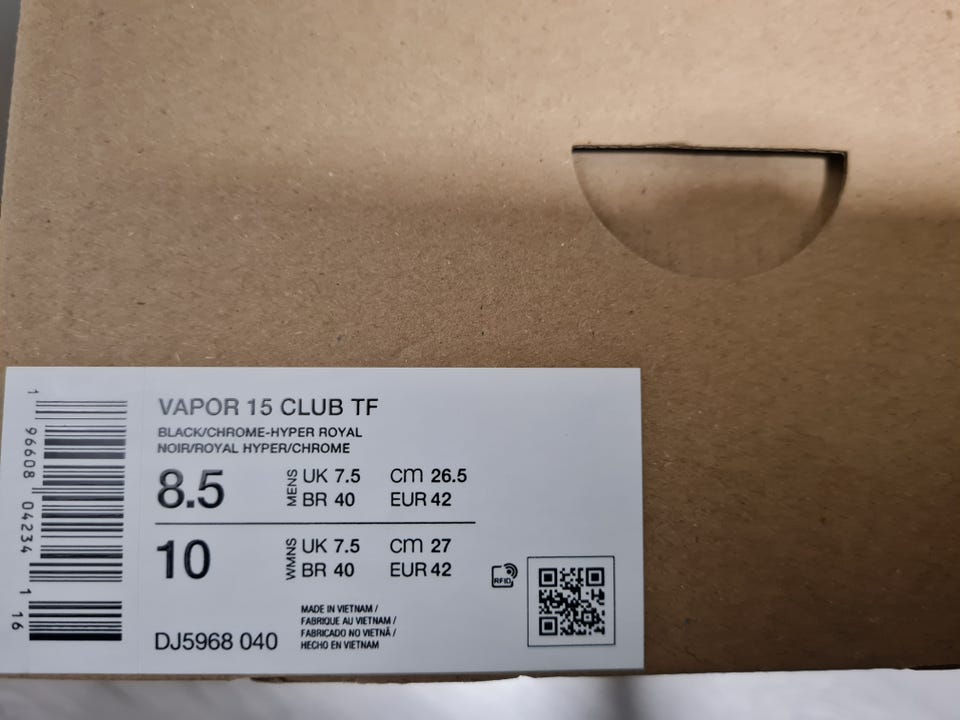 VAPOR 15 CLUB TF
BLACK/CHROME-HYPER ROYAL
NOIR/ROYAL HYPER/CHROME
8.5 MENS UK 7.5 CM 26.5
BR 40 EUR 42
10 WMNS UK 7.5 CM 27
BR 40 EUR 42
RFID
MADE IN VIETNAM /
FABRIQUE AU VIETNAM /
FABRICADO NO VIETNÃ /
HECHO EN VIETNAM
DJ5968 040
1 96608 04234 1 16